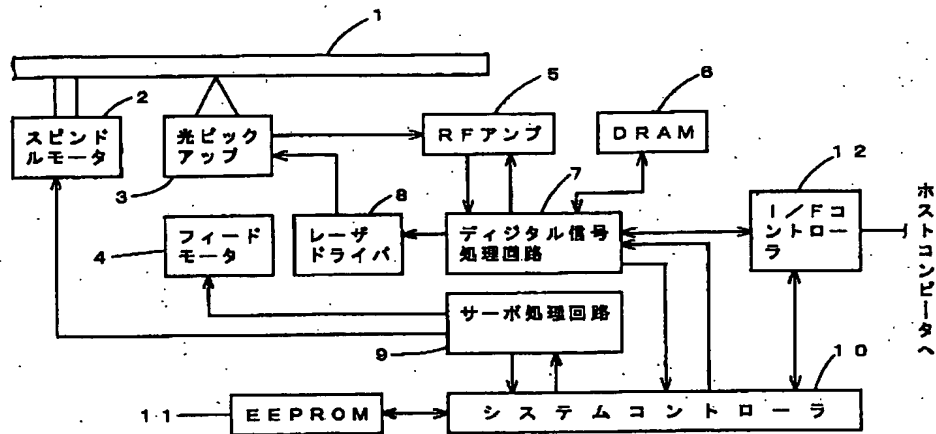 1
2
スピンド
ルモータ
3
光ピック
アップ
5
RFアンプ
6
DRAM
4
フィード
モータ
8
レーザ
ドライバ
7
ディジタル信号
処理回路
12
I/Fコ
ントロー
ラ
ホストコンピータへ
9
サーボ処理回路
10
システムコントローラ
11
EEPROM